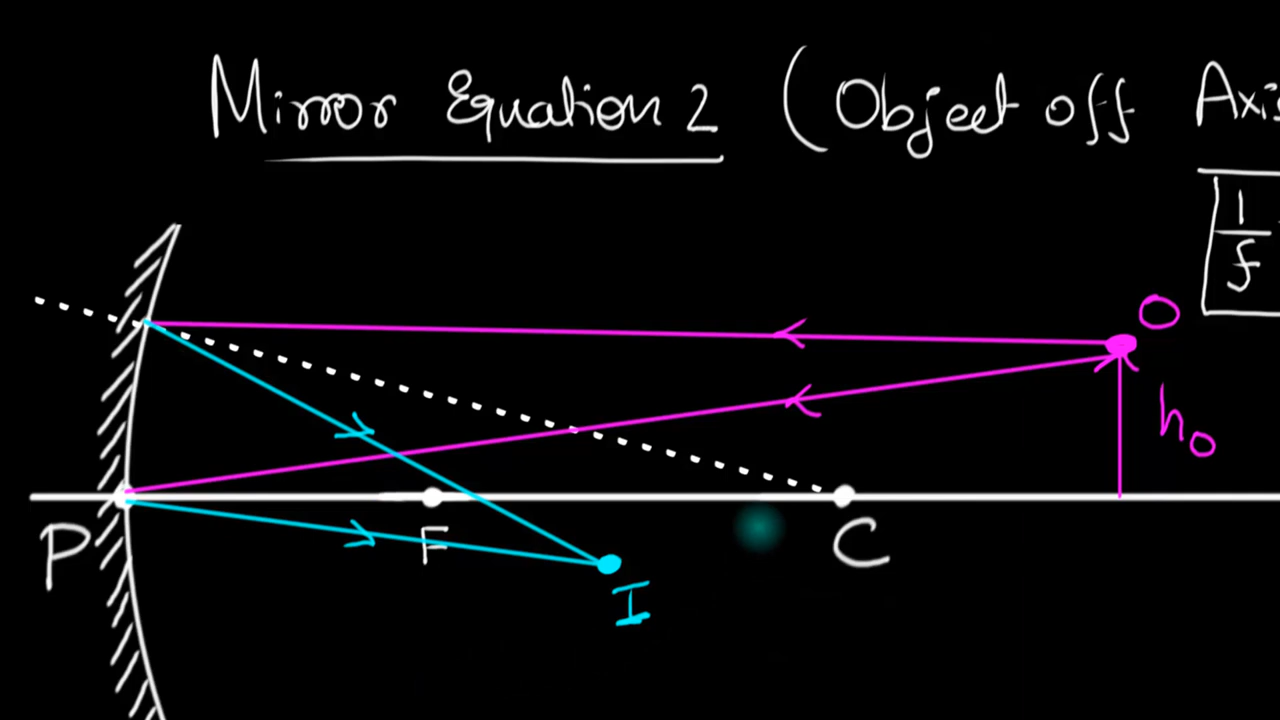 Mirror Equation 2 (Object off Axis
1/f
O
h₀
P
F
C
I